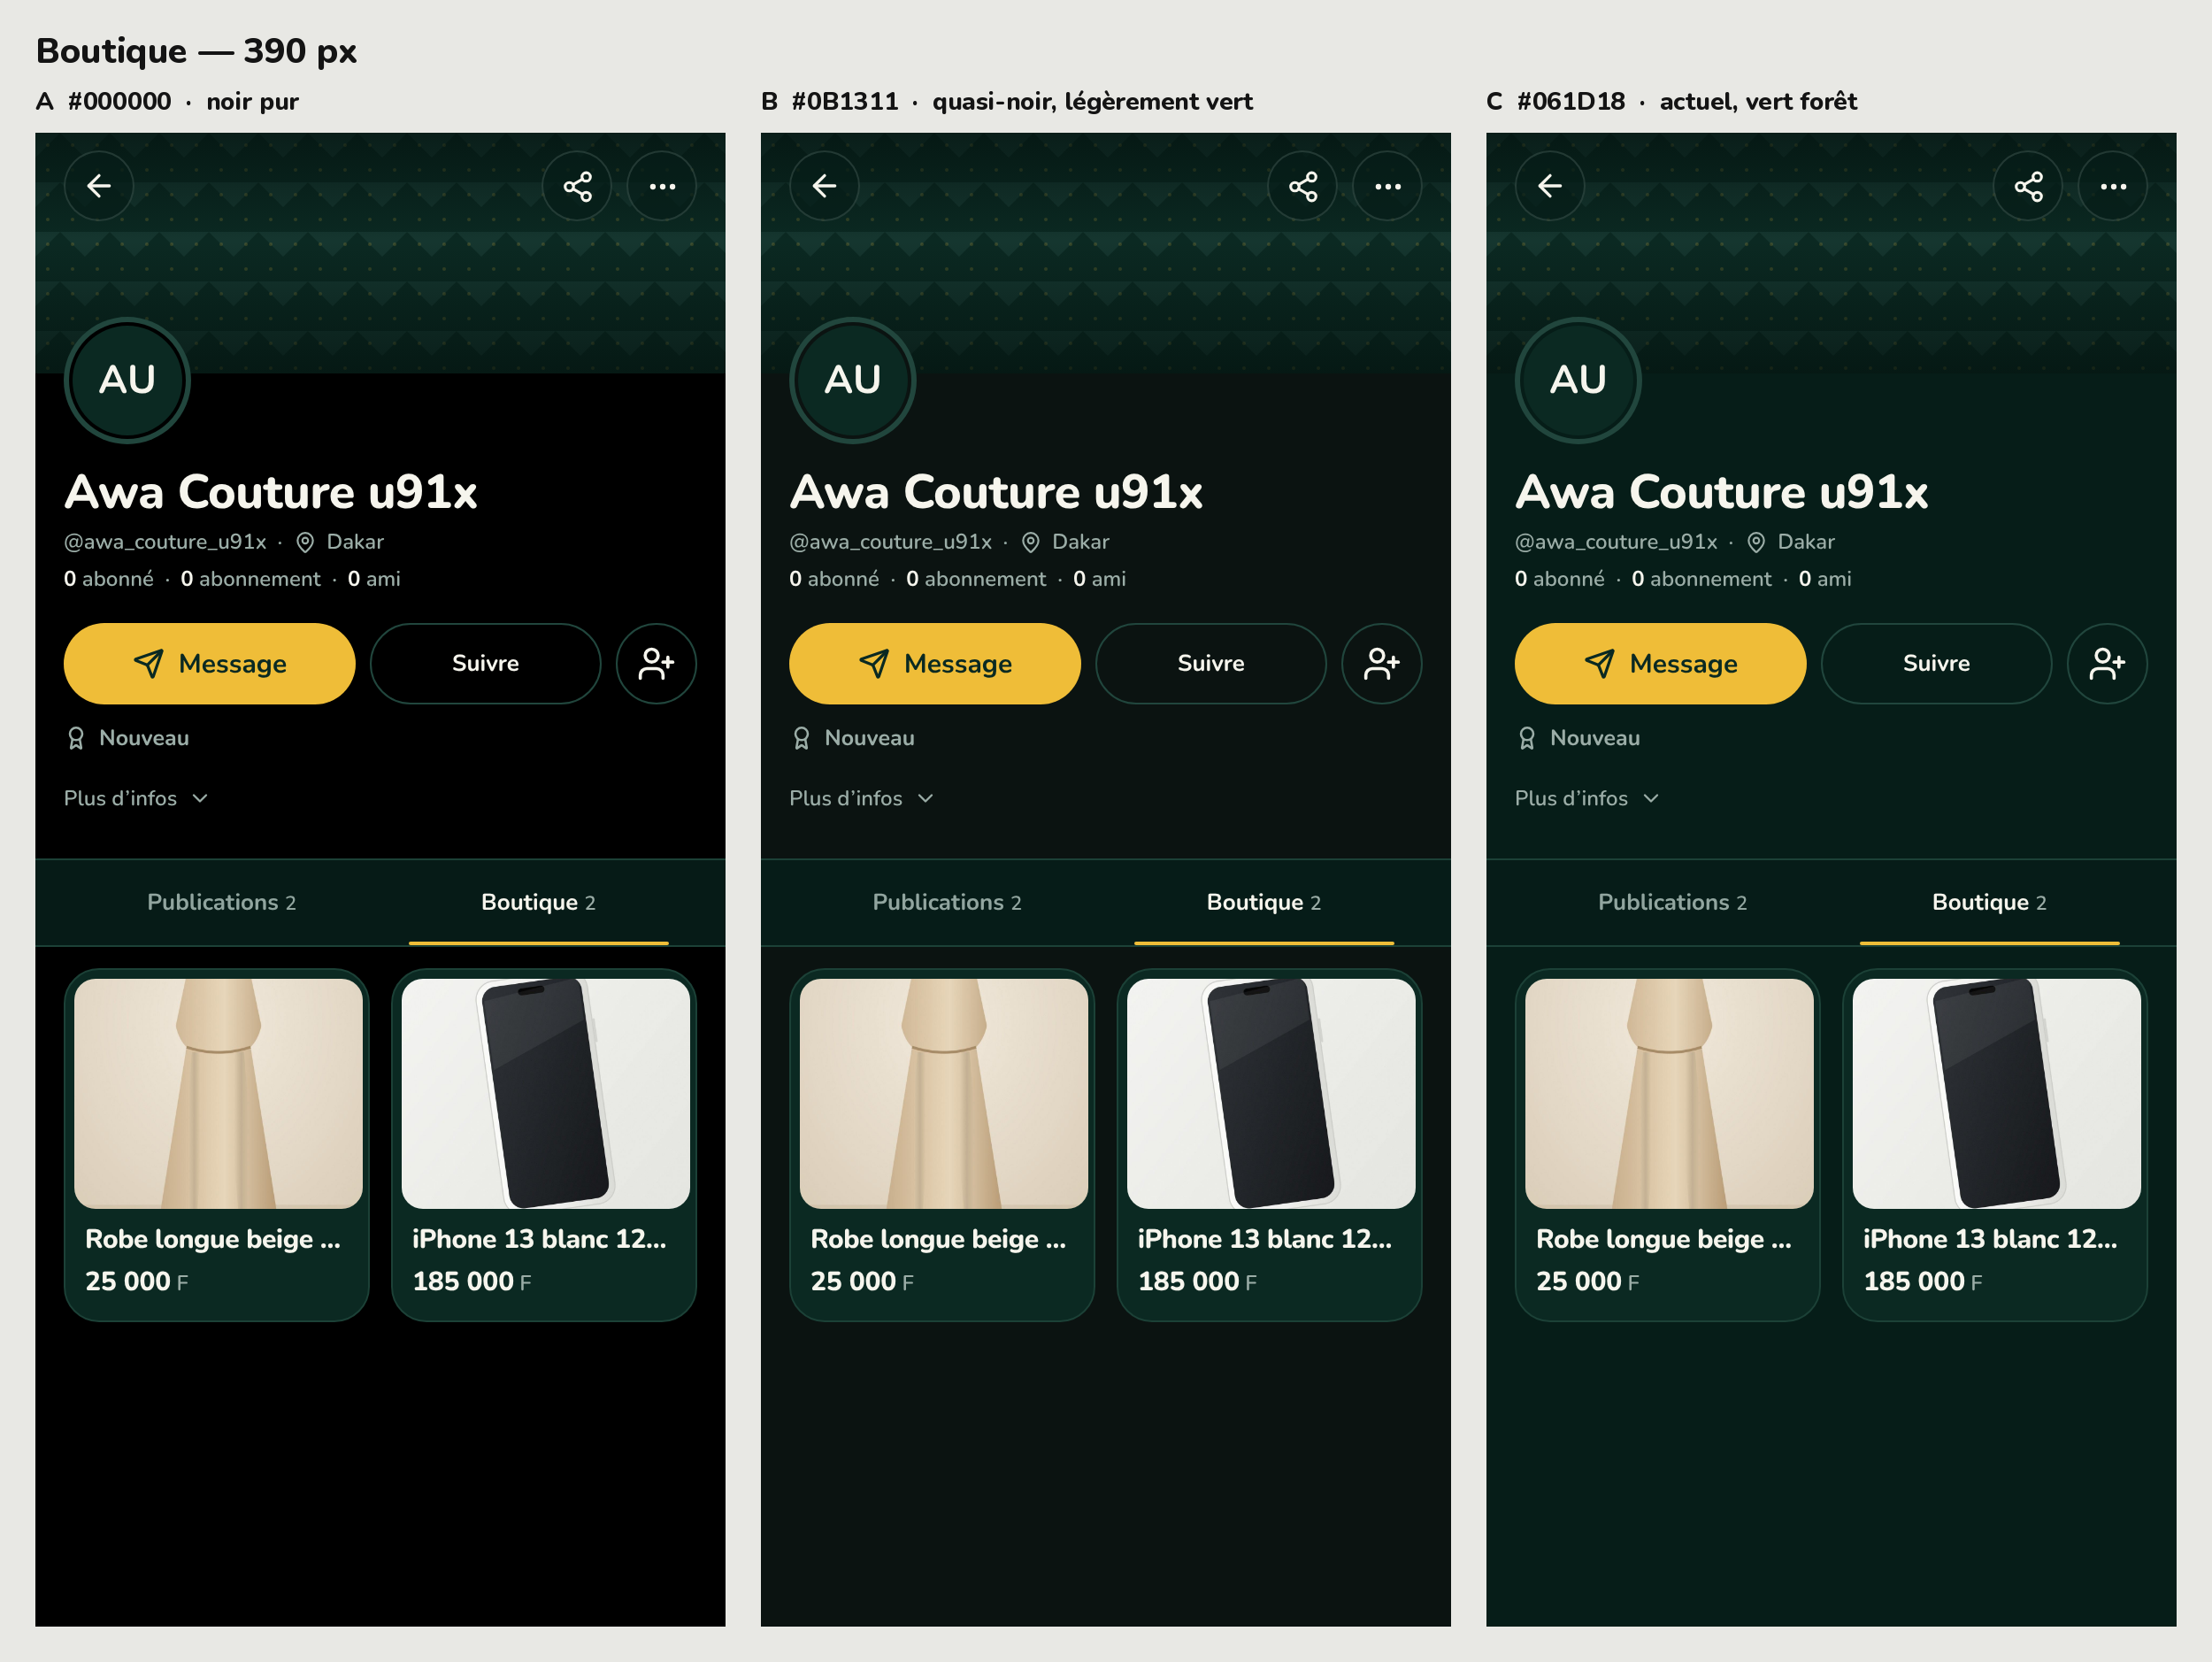 Boutique — 390 px
A #000000 · noir pur
AU
Awa Couture u91x
@awa_couture_u91x · Dakar
0 abonné · 0 abonnement · 0 ami
Message
Suivre
Nouveau
Plus d’infos
Publications 2
Boutique 2
Robe longue beige ...
25 000 F
iPhone 13 blanc 12...
185 000 F
B #0B1311 · quasi-noir, légèrement vert
AU
Awa Couture u91x
@awa_couture_u91x · Dakar
0 abonné · 0 abonnement · 0 ami
Message
Suivre
Nouveau
Plus d’infos
Publications 2
Boutique 2
Robe longue beige ...
25 000 F
iPhone 13 blanc 12...
185 000 F
C #061D18 · actuel, vert forêt
AU
Awa Couture u91x
@awa_couture_u91x · Dakar
0 abonné · 0 abonnement · 0 ami
Message
Suivre
Nouveau
Plus d’infos
Publications 2
Boutique 2
Robe longue beige ...
25 000 F
iPhone 13 blanc 12...
185 000 F